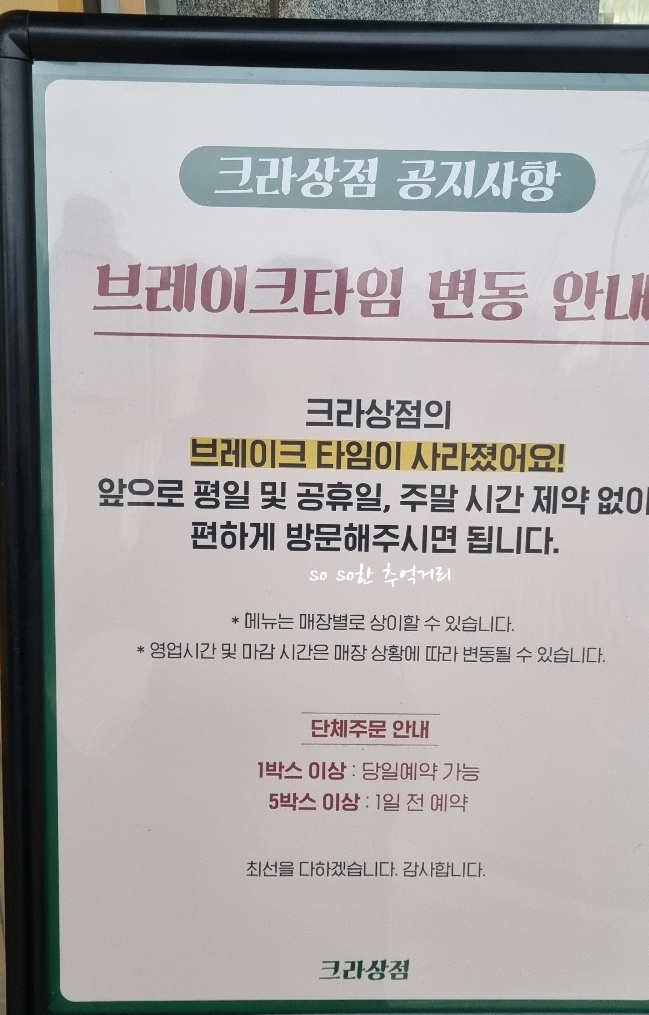 크라상점 공지사항
브레이크타임 변동 안내
크라상점의
브레이크 타임이 사라졌어요!
앞으로 평일 및 공휴일, 주말 시간 제약 없이
편하게 방문해주시면 됩니다.
so so한 추억거리
* 메뉴는 매장별로 상이할 수 있습니다.
* 영업시간 및 마감 시간은 매장 상황에 따라 변동될 수 있습니다.
단체주문 안내
1박스 이상 : 당일예약 가능
5박스 이상 : 1일 전 예약
최선을 다하겠습니다. 감사합니다.
크라상점